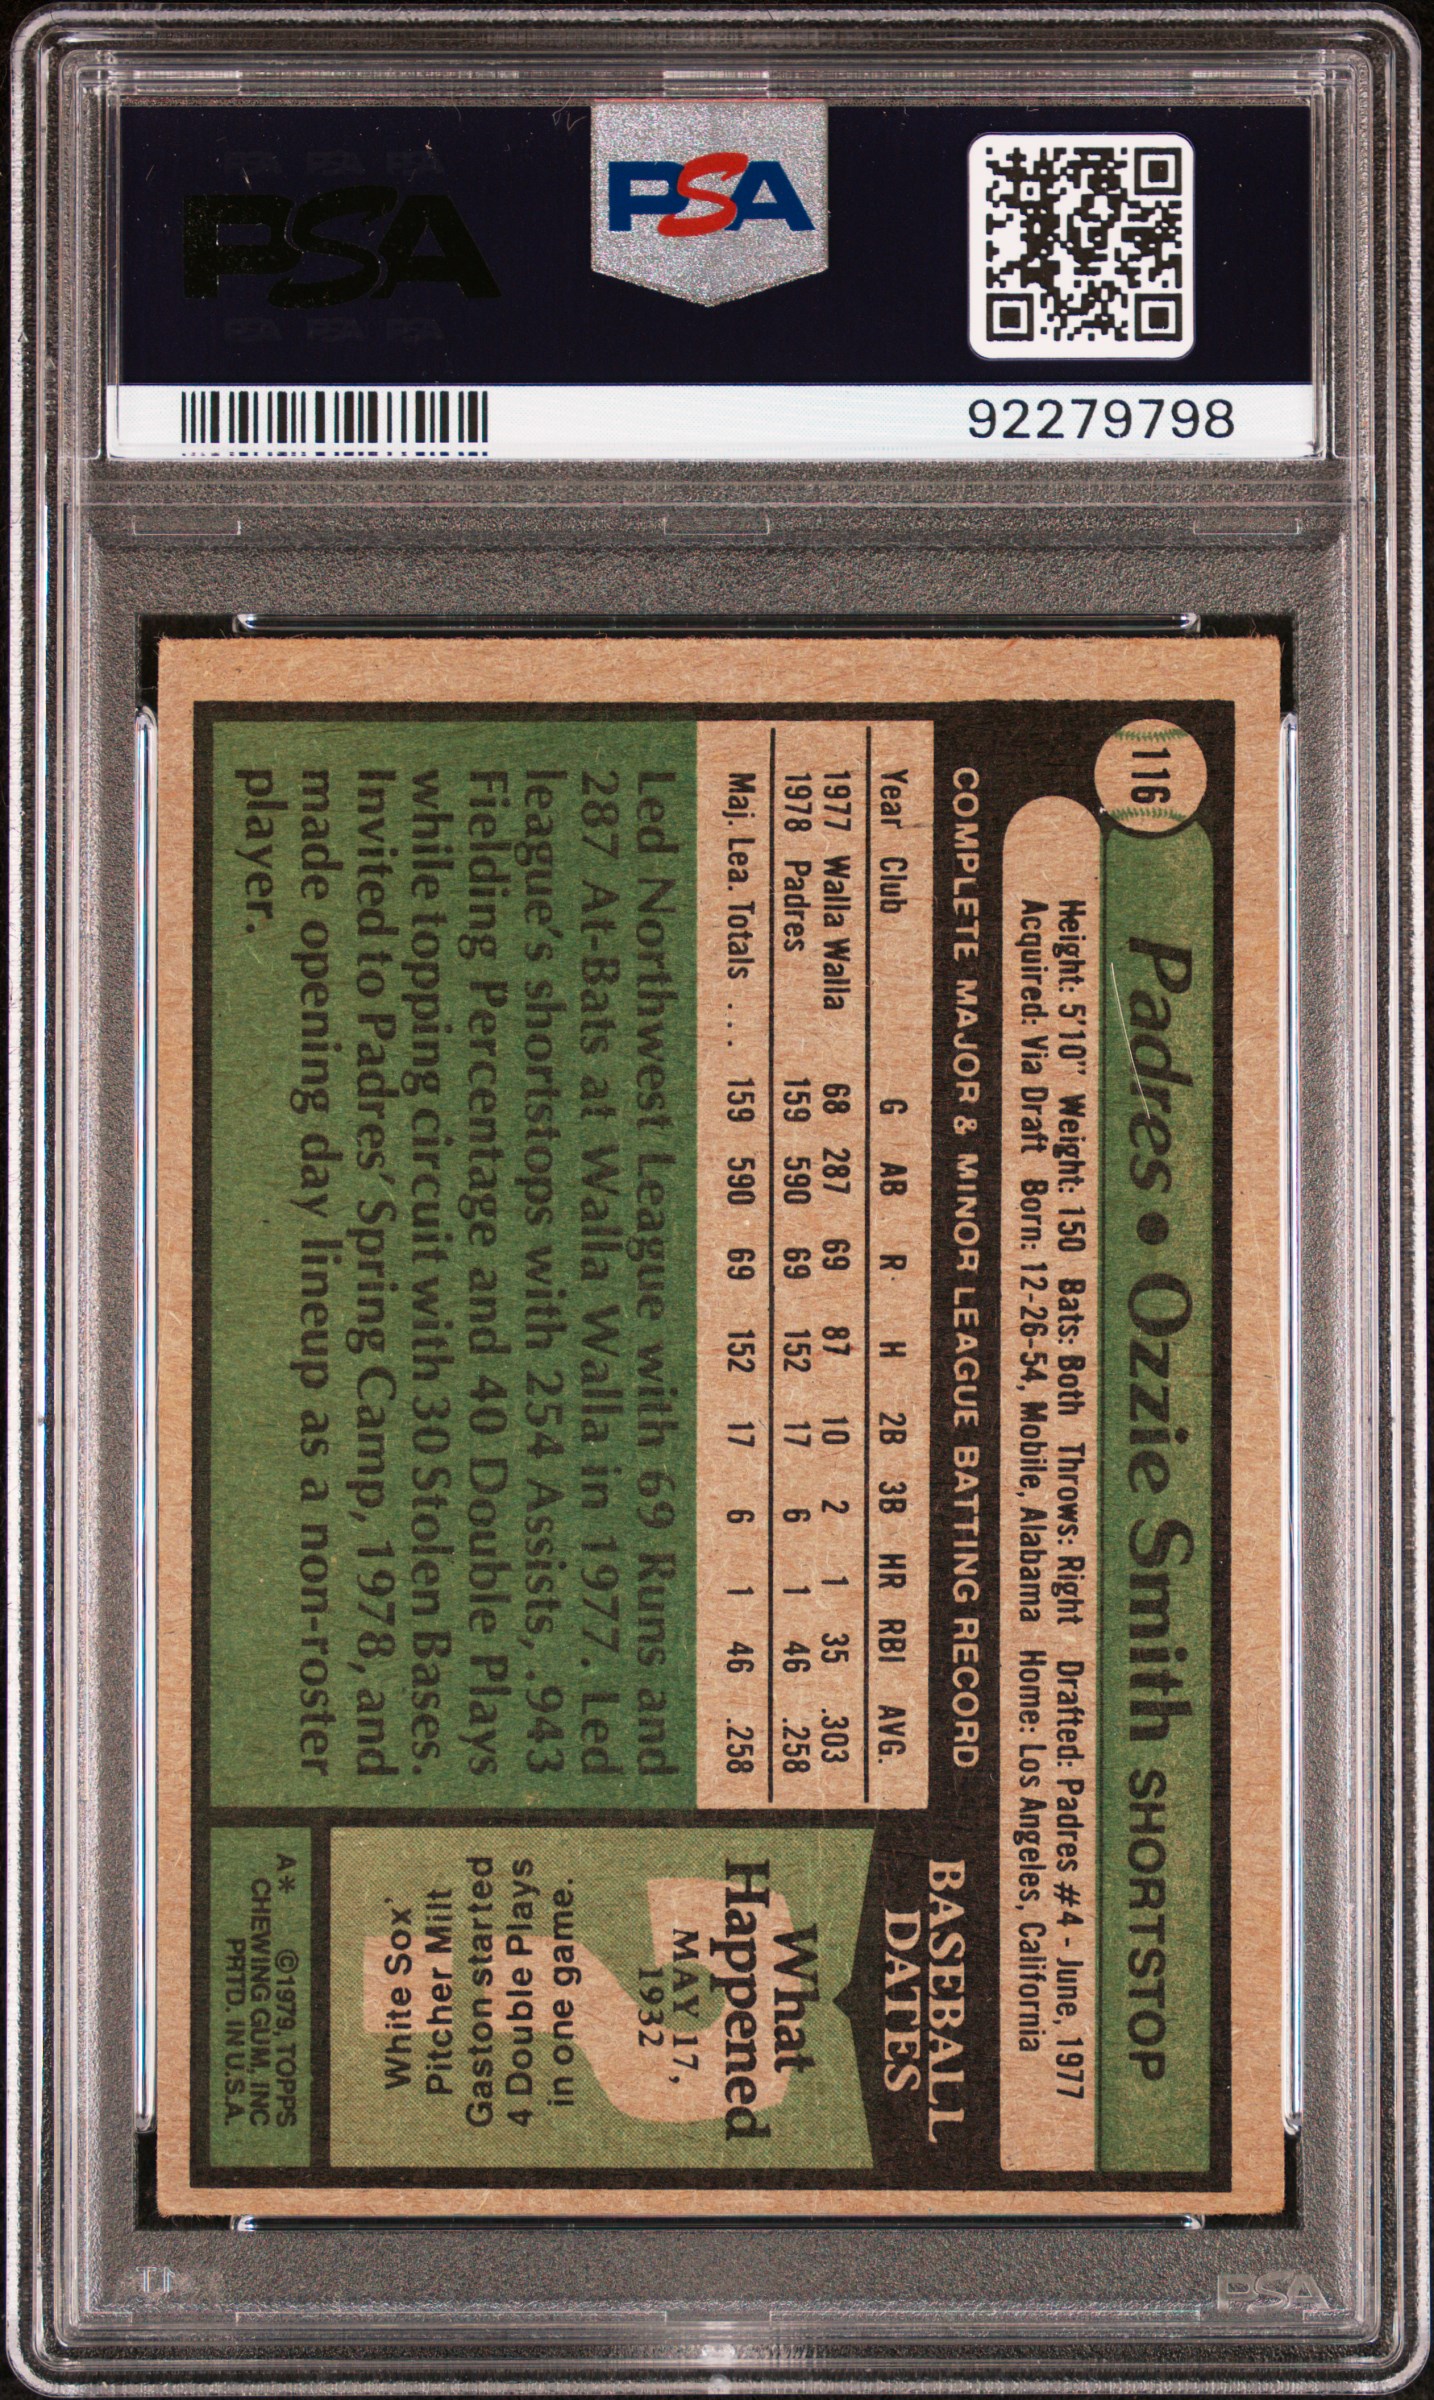 PSA PSA PSA
PSA
PSA PSA PSA
PSA
92279798
116
Padres • Ozzie Smith SHORTSTOP
Height: 5'10" Weight: 150 Bats: Both Throws: Right Drafted: Padres #4 - June, 1977
Acquired: Via Draft Born: 12-26-54, Mobile, Alabama Home: Los Angeles, California
COMPLETE MAJOR & MINOR LEAGUE BATTING RECORD
Year Club G AB R H 2B 3B HR RBI AVG.
1977 Walla Walla 68 287 69 87 10 2 1 35 .303
1978 Padres 159 590 69 152 17 6 1 46 .258
Maj. Lea. Totals ... 159 590 69 152 17 6 1 46 .258
Led Northwest League with 69 Runs and
287 At-Bats at Walla Walla in 1977. Led
league's shortstops with 254 Assists, .943
Fielding Percentage and 40 Double Plays
while topping circuit with 30 Stolen Bases.
Invited to Padres' Spring Camp, 1978, and
made opening day lineup as a non-roster
player.
BASEBALL
DATES
What
Happened
MAY 17,
1932
?
White Sox'
Pitcher Milt
Gaston started
4 Double Plays
in one game.
A* ©1979, TOPPS
CHEWING GUM, INC
PRTD. IN U.S.A.
PSA